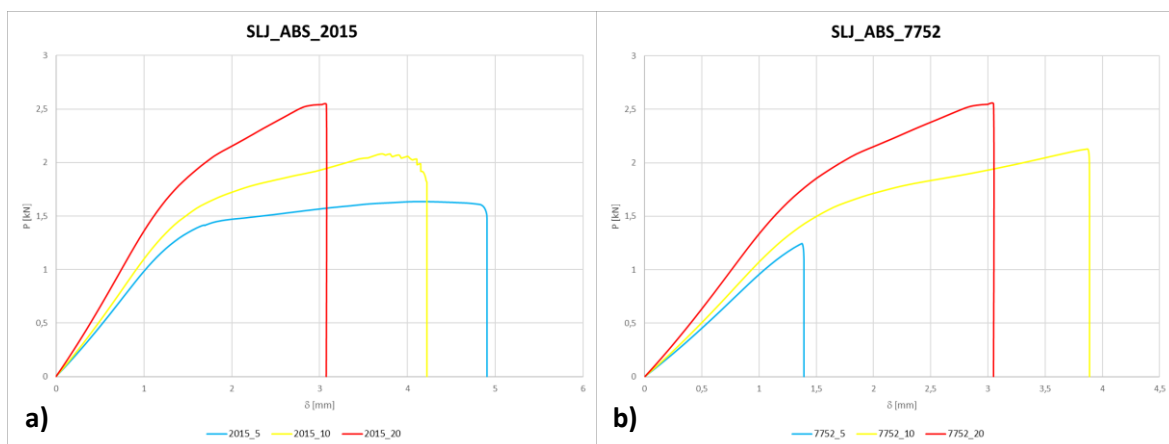 SLJ_ABS_2015
3
2,5
2
1,5
1
0,5
0
P [kN]
0 1 2 3 4 5 6
δ [mm]
a)
2015_5 2015_10 2015_20
SLJ_ABS_7752
3
2,5
2
1,5
1
0,5
0
P [kN]
0 0,5 1 1,5 2 2,5 3 3,5 4 4,5
δ [mm]
b)
7752_5 7752_10 7752_20